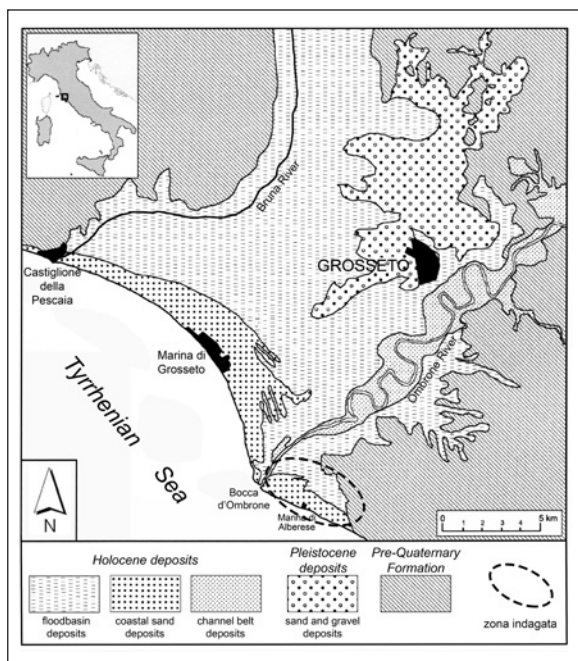 Bruna River
GROSSETO
Castiglione
della
Pescaia
Marina di
Grosseto
Ombrone River
Tyrrhenian
Sea
Bocca
d'Ombrone
Marina di
Alberese
N
0 1 2 3 4 5 km
Holocene deposits
Pleistocene
deposits
Pre-Quaternary
Formation
floodbasin
deposits
coastal sand
deposits
channel belt
deposits
sand and gravel
deposits
zona indagata